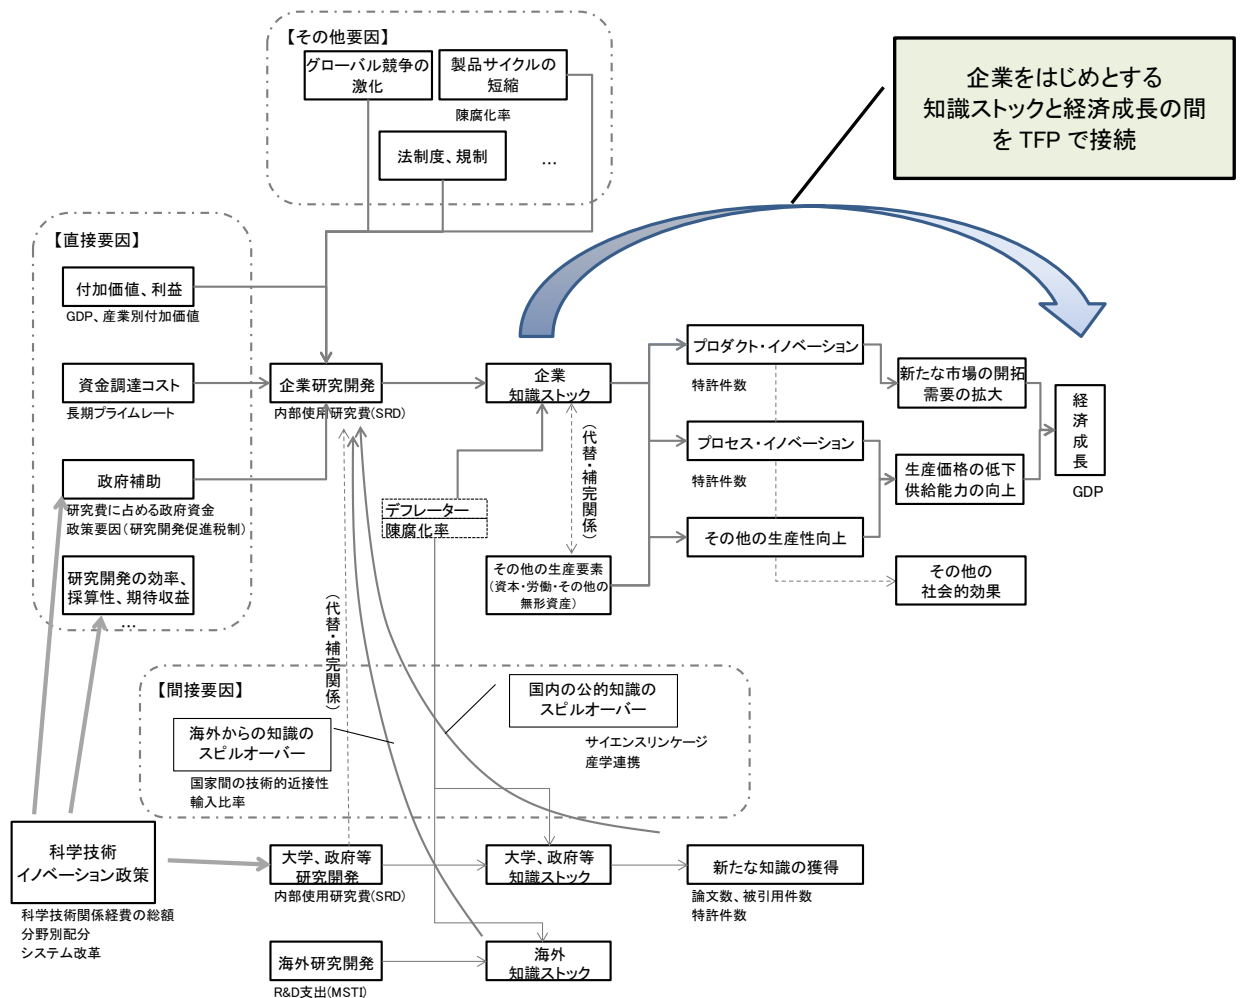 【その他要因】
グローバル競争の
激化
製品サイクルの
短縮
陳腐化率
法制度、規制
…
企業をはじめとする
知識ストックと経済成長の間
を TFP で接続
【直接要因】
付加価値、利益
GDP、産業別付加価値
資金調達コスト
長期プライムレート
政府補助
研究費に占める政府資金
政策要因(研究開発促進税制)
研究開発の効率、
採算性、期待収益
…
企業研究開発
内部使用研究費(SRD)
企業
知識ストック
(代替・補完関係)
デフレーター
陳腐化率
その他の生産要素
(資本・労働・その他の
無形資産)
プロダクト・イノベーション
特許件数
プロセス・イノベーション
特許件数
その他の生産性向上
新たな市場の開拓
需要の拡大
生産価格の低下
供給能力の向上
その他の
社会的効果
経済成長
GDP
(代替・補完関係)
【間接要因】
海外からの知識の
スピルオーバー
国家間の技術的近接性
輸入比率
国内の公的知識の
スピルオーバー
サイエンスリンケージ
産学連携
科学技術
イノベーション政策
科学技術関係経費の総額
分野別配分
システム改革
大学、政府等
研究開発
内部使用研究費(SRD)
大学、政府等
知識ストック
新たな知識の獲得
論文数、被引用件数
特許件数
海外研究開発
R&D支出(MSTI)
海外
知識ストック